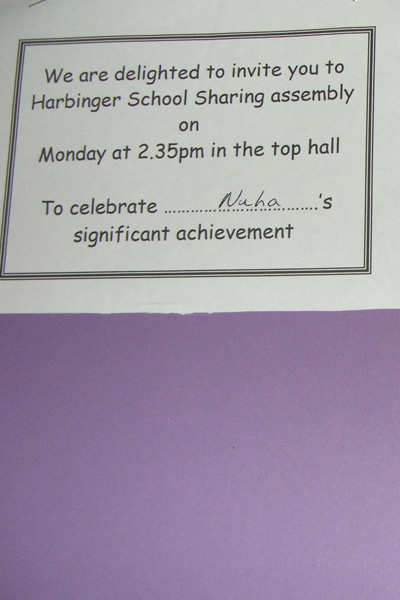 We are delighted to invite you to
Harbinger School Sharing assembly
on
Monday at 2.35pm in the top hall
To celebrate ............Nuha.......'s
significant achievement